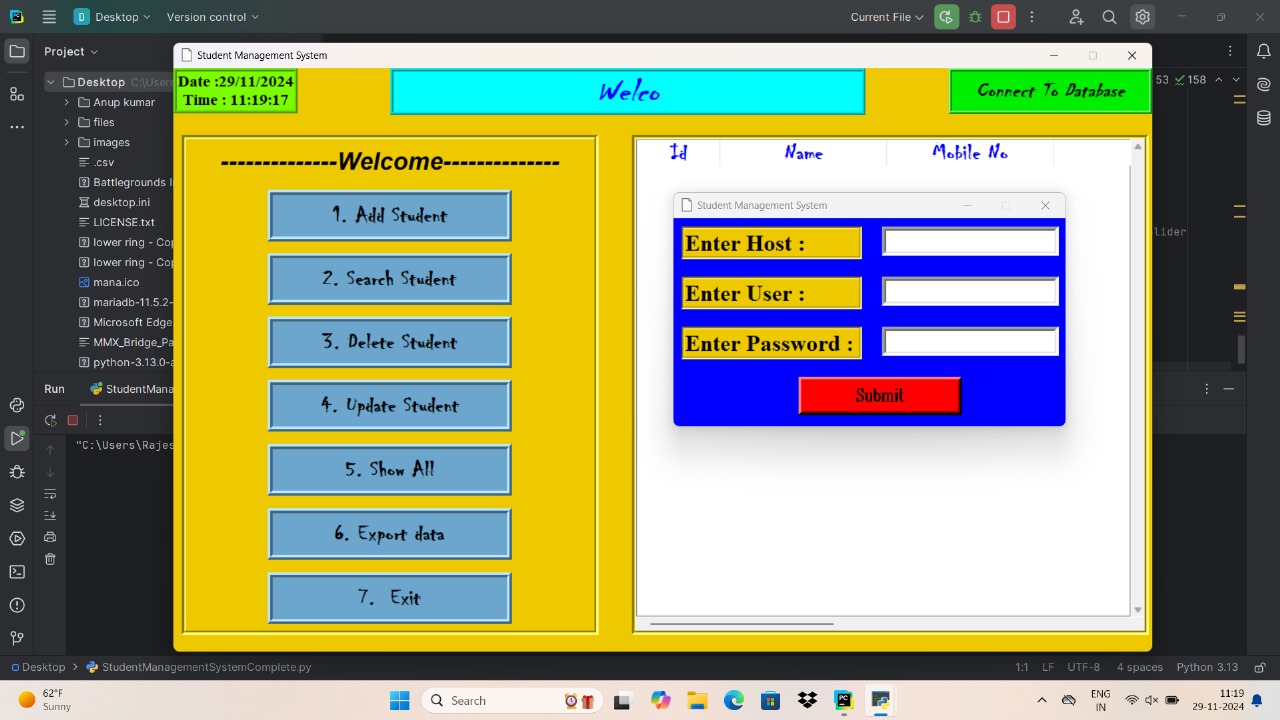 Desktop
Version control
Current File
Project
Student Management System
Date :29/11/2024
Time : 11:19:17
Welco
Connect To Database
53 158
Desktop C:\Users
Anup kumar
files
images
.csv
Battlegrounds I
desktop.ini
LICENSE.txt
lower ring - Cop
lower ring - Cop
mana.ico
mariadb-11.5.2-
Microsoft Edge
MMX_Bridge_Pa
python-3.13.0-a
--------------Welcome--------------
1. Add Student
2. Search Student
3. Delete Student
4. Update Student
5. Show All
6. Export data
7. Exit
Id Name Mobile No
Student Management System
Enter Host :
Enter User :
Enter Password :
Submit
lider
Run StudentMana
"C:\Users\Rajes
Desktop > StudentManagementSystemComplete.py
1:1 LF UTF-8 4 spaces Python 3.13
62°F
Sunny
Search
ENG
IN
11:19
29-11-2024